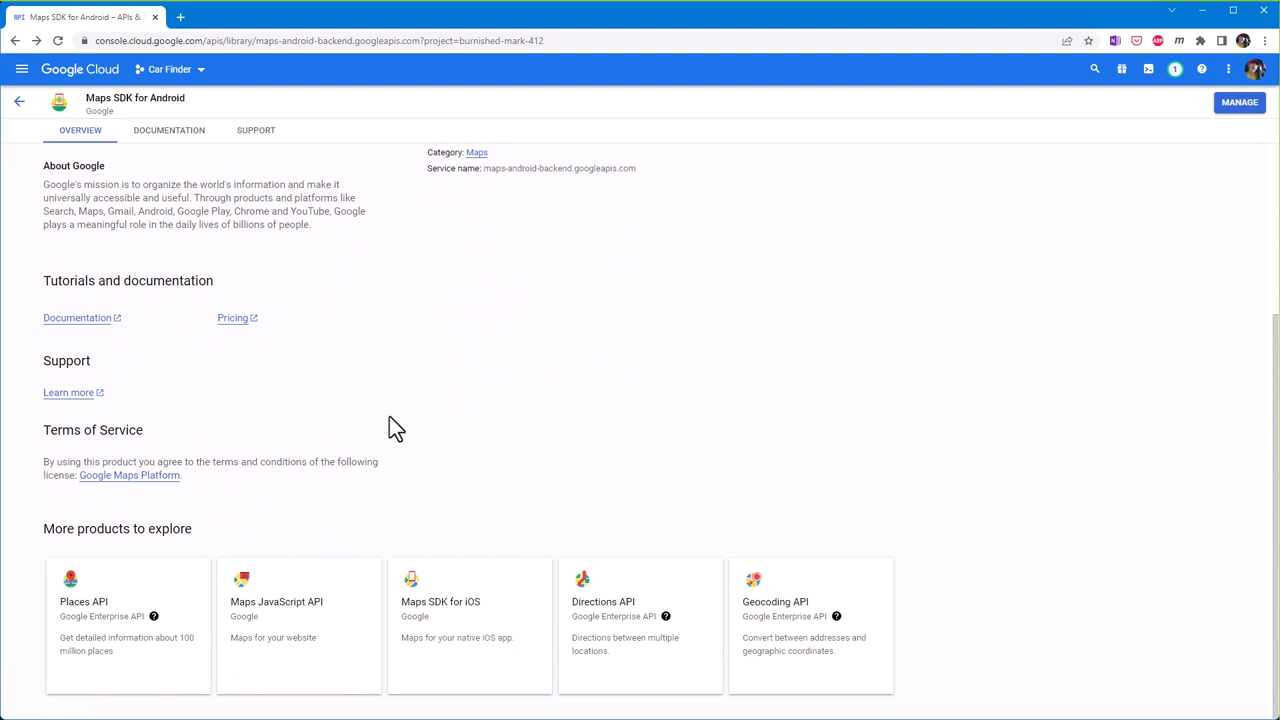 API Maps SDK for Android – APIs &
console.cloud.google.com/apis/library/maps-android-backend.googleapis.com?project=burnished-mark-412
ABP
m
Google Cloud
Car Finder
1
Maps SDK for Android
Google
MANAGE
OVERVIEW DOCUMENTATION SUPPORT
About Google
Google's mission is to organize the world's information and make it
universally accessible and useful. Through products and platforms like
Search, Maps, Gmail, Android, Google Play, Chrome and YouTube, Google
plays a meaningful role in the daily lives of billions of people.
Category: Maps
Service name: maps-android-backend.googleapis.com
Tutorials and documentation
Documentation Pricing
Support
Learn more
Terms of Service
By using this product you agree to the terms and conditions of the following
license: Google Maps Platform.
More products to explore
Places API
Google Enterprise API
Get detailed information about 100
million places
Maps JavaScript API
Google
Maps for your website
Maps SDK for iOS
Google
Maps for your native iOS app.
Directions API
Google Enterprise API
Directions between multiple
locations.
Geocoding API
Google Enterprise API
Convert between addresses and
geographic coordinates.